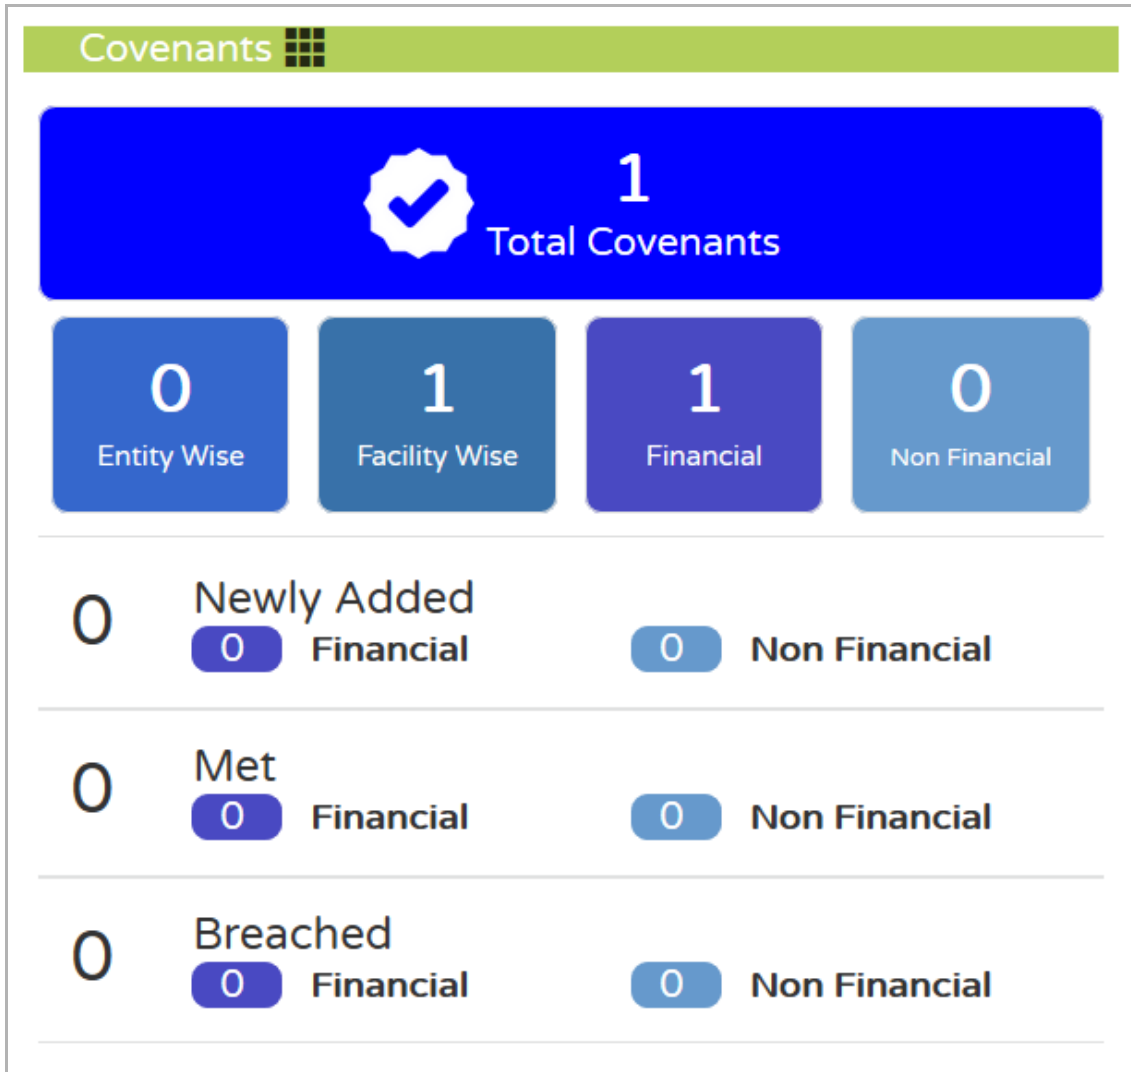 Covenants
1
Total Covenants
0
Entity Wise
1
Facility Wise
1
Financial
0
Non Financial
0
Newly Added
0 Financial 0 Non Financial
0
Met
0 Financial 0 Non Financial
0
Breached
0 Financial 0 Non Financial